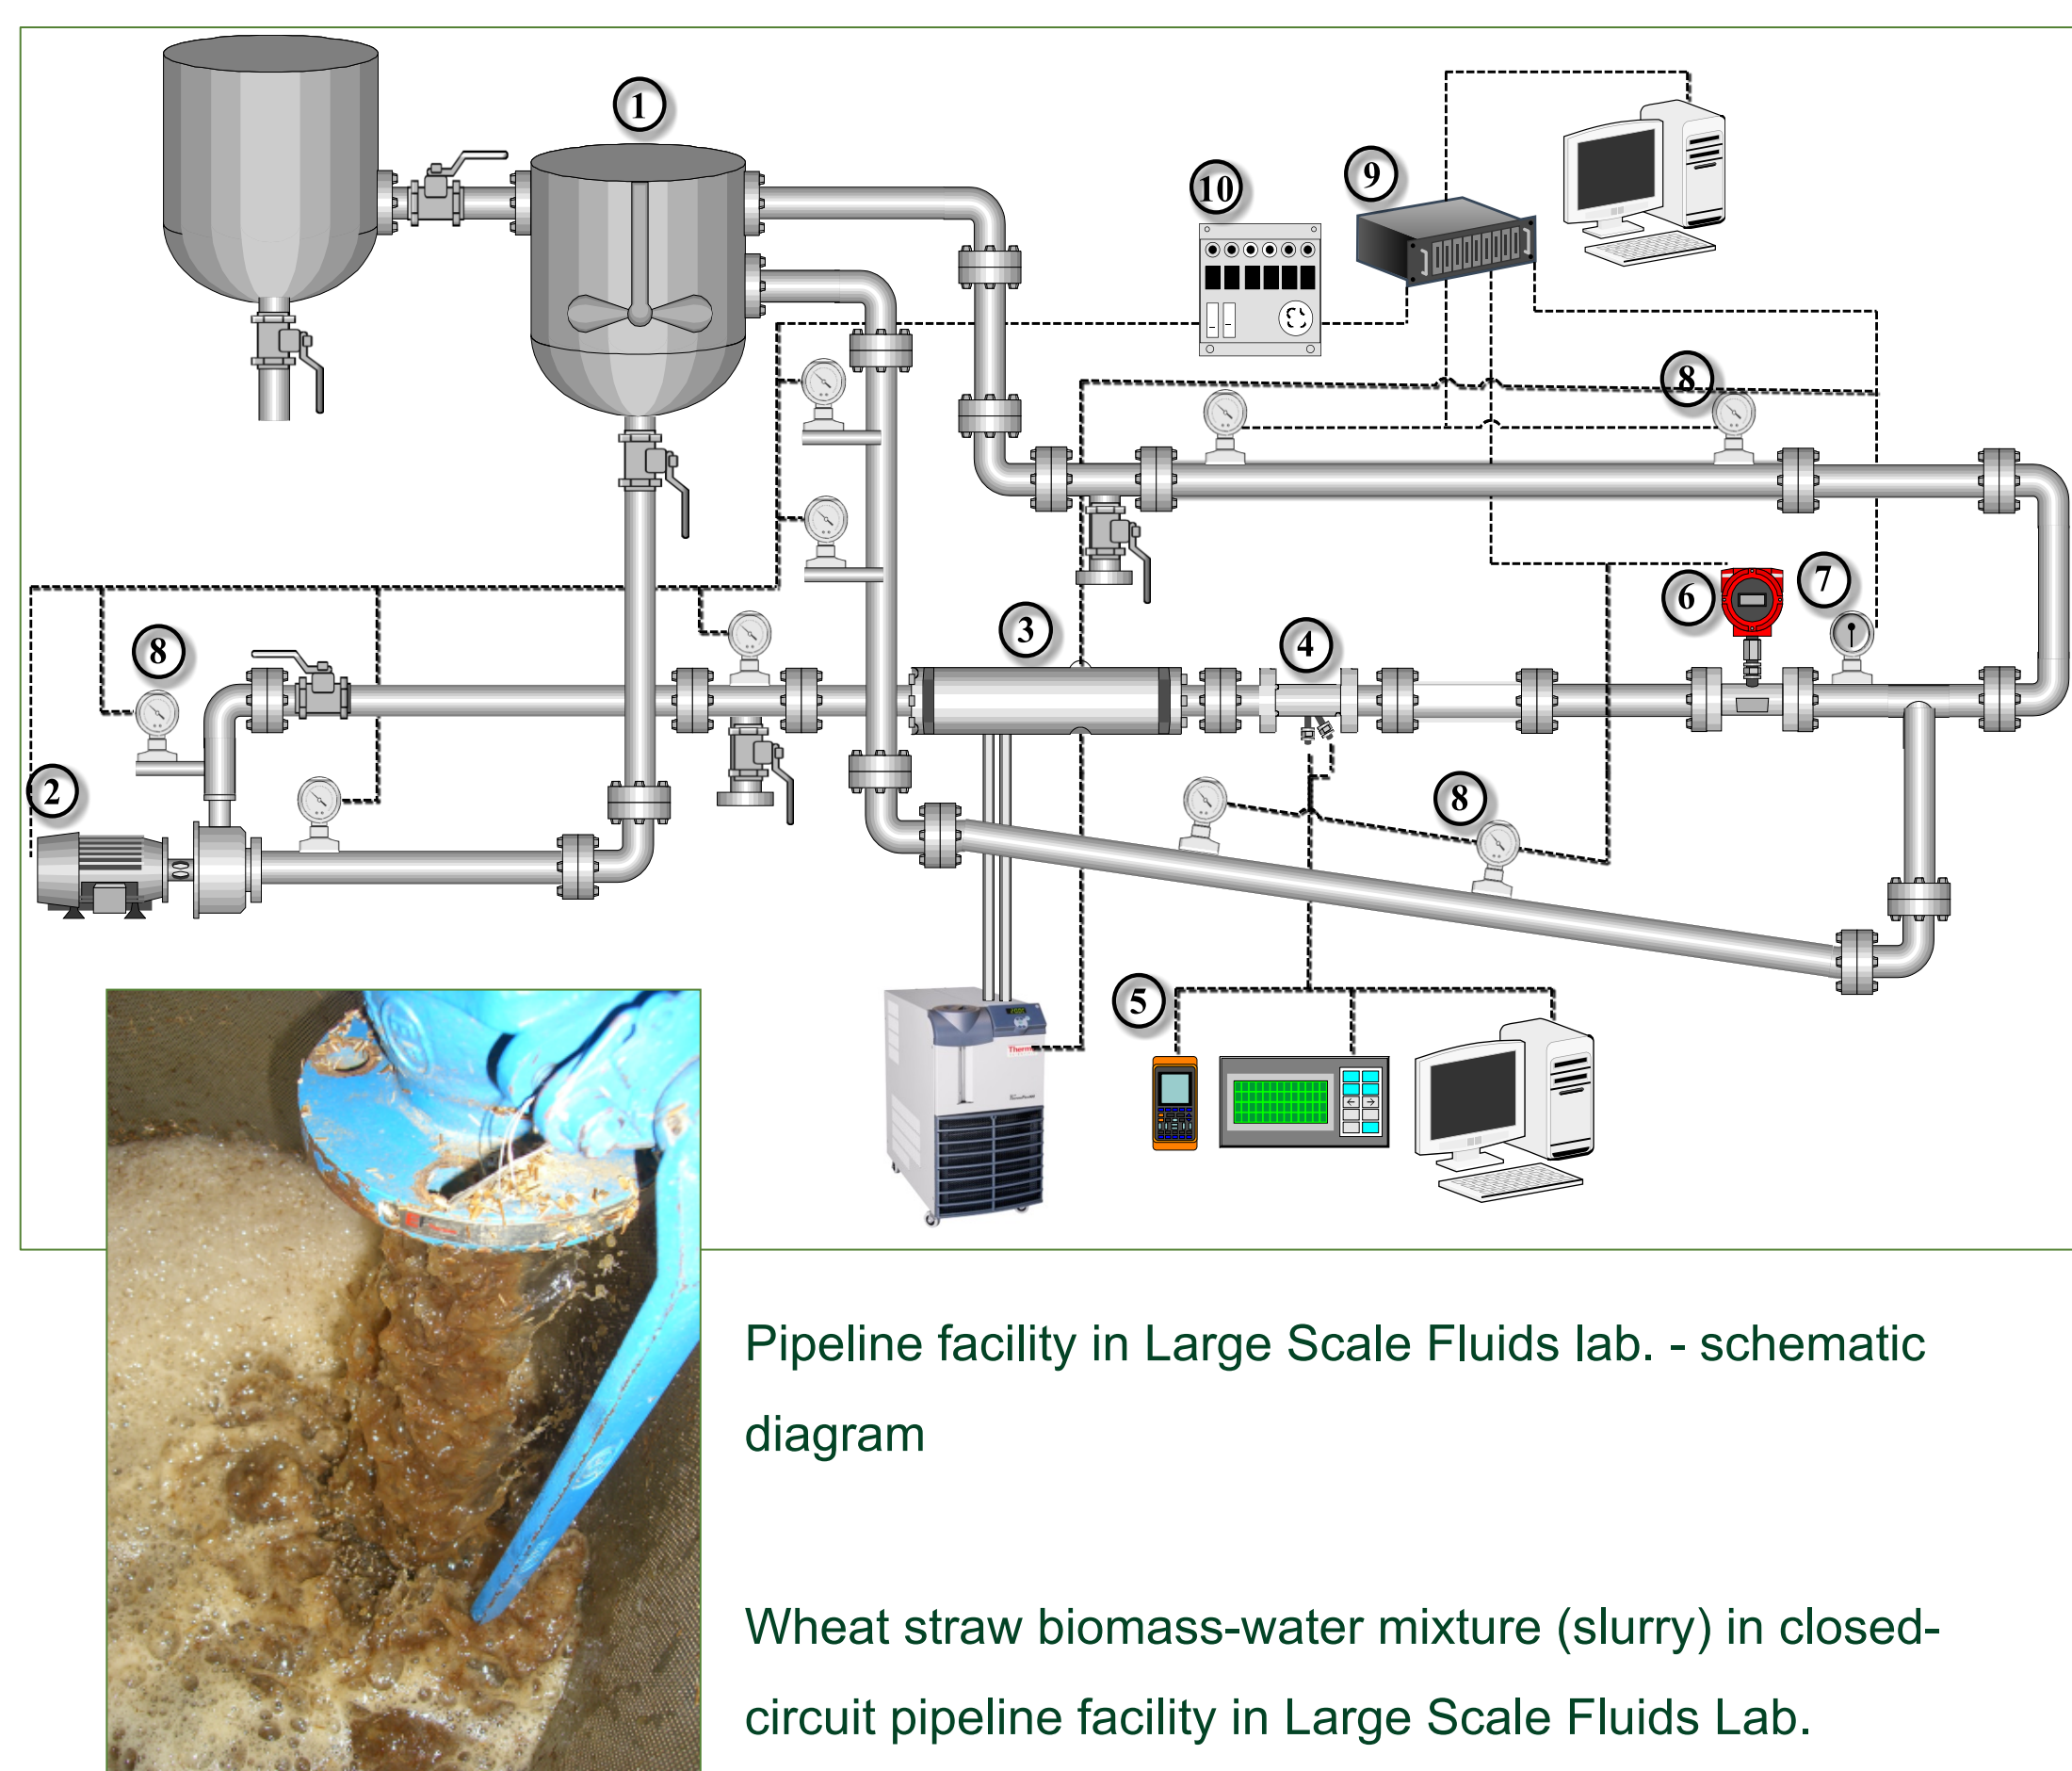 1
10
9
8
6
7
3
4
8
8
2
5
Thermo
Pipeline facility in Large Scale Fluids lab. - schematic
diagram
Wheat straw biomass-water mixture (slurry) in closed-
circuit pipeline facility in Large Scale Fluids Lab.